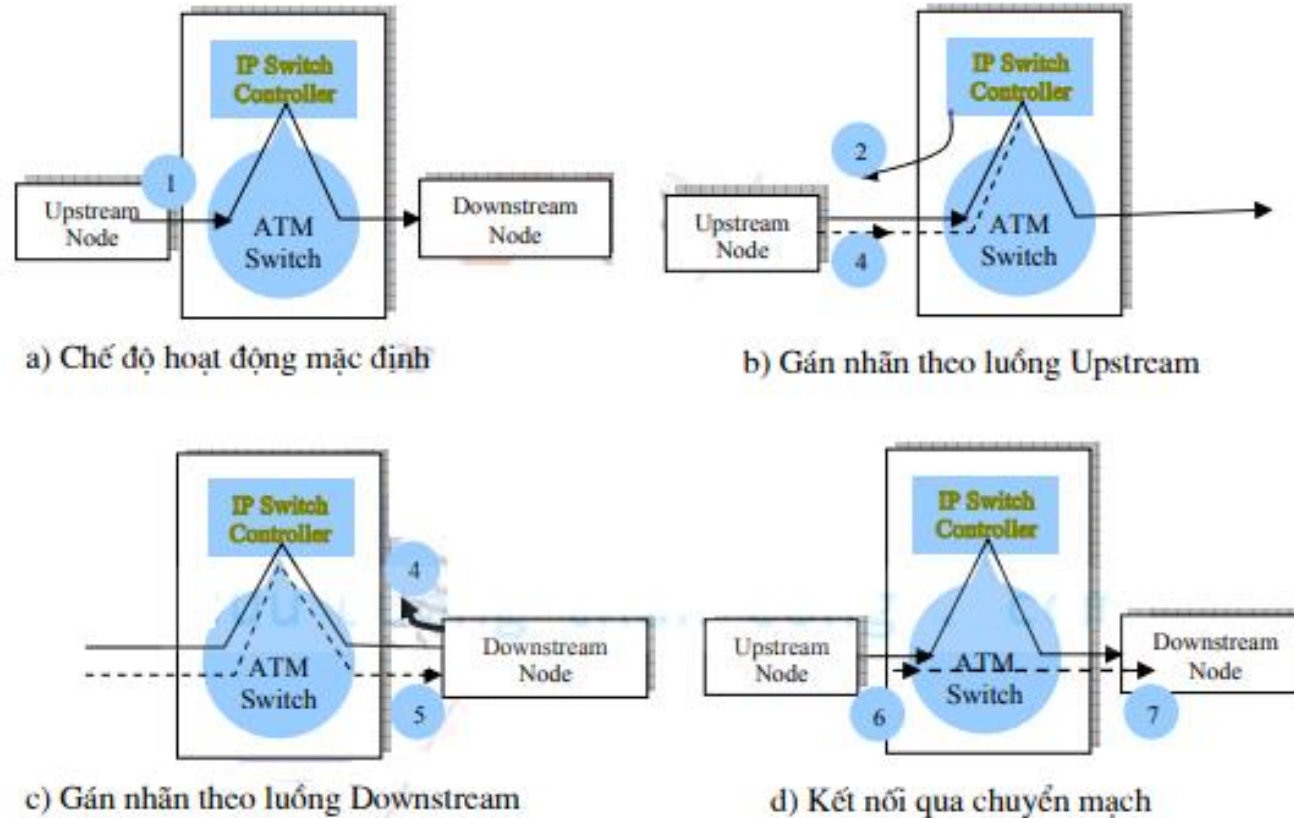 IP Switch
Controller
1
Upstream
Node
ATM
Switch
Downstream
Node
a) Chế độ hoạt động mặc định
IP Switch
Controller
2
Upstream
Node
4
ATM
Switch
b) Gán nhãn theo luồng Upstream
IP Switch
Controller
4
ATM
Switch
Downstream
Node
5
c) Gán nhãn theo luồng Downstream
IP Switch
Controller
Upstream
Node
ATM
Switch
Downstream
Node
6
7
d) Kết nối qua chuyển mạch